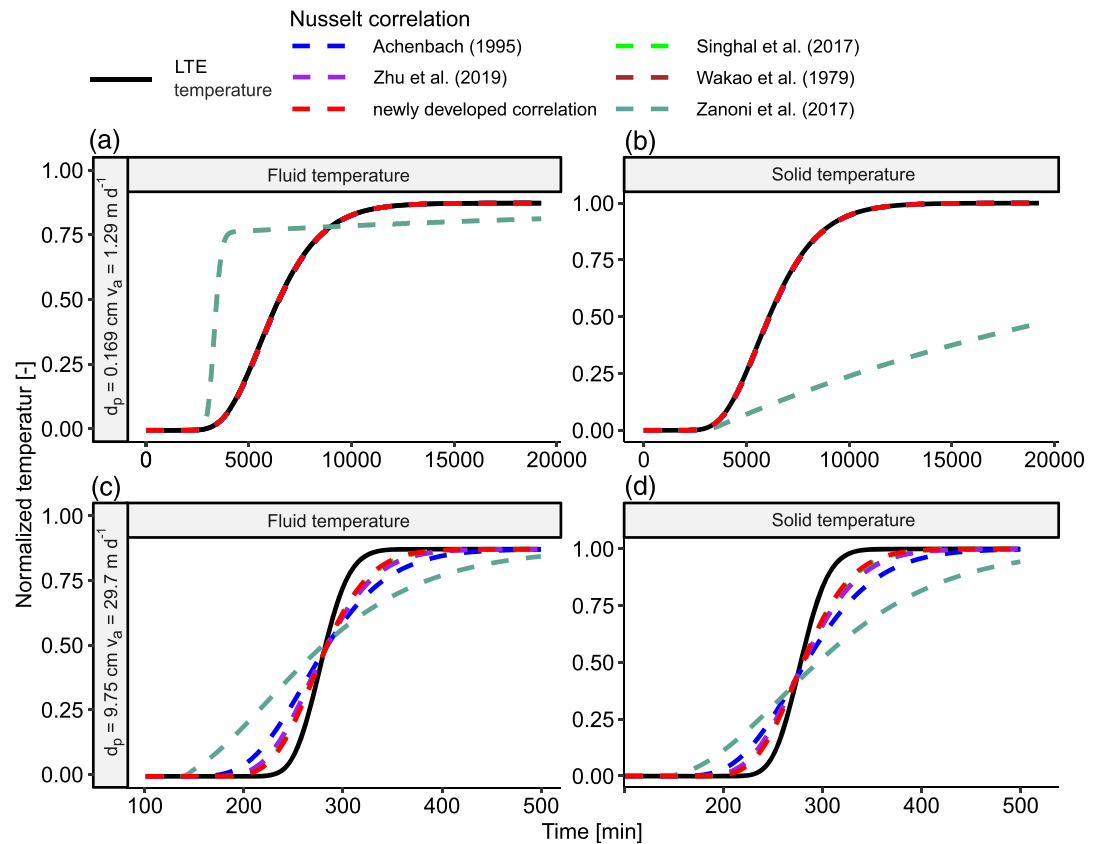 Nusselt correlation
LTE
temperature
Achenbach (1995)
Zhu et al. (2019)
newly developed correlation
Singhal et al. (2017)
Wakao et al. (1979)
Zanoni et al. (2017)
(a)
(b)
Fluid temperature
Solid temperature
d_p = 0.169 cm v_a = 1.29 m d^-1
1.00
0.75
0.50
0.25
0.00
1.00
0.75
0.50
0.25
0.00
0 5000 10000 15000 20000
0 5000 10000 15000 20000
Normalized temperatur [-]
(c)
(d)
Fluid temperature
Solid temperature
d_p = 9.75 cm v_a = 29.7 m d^-1
1.00
0.75
0.50
0.25
0.00
1.00
0.75
0.50
0.25
0.00
100 200 300 400 500
200 300 400 500
Time [min]